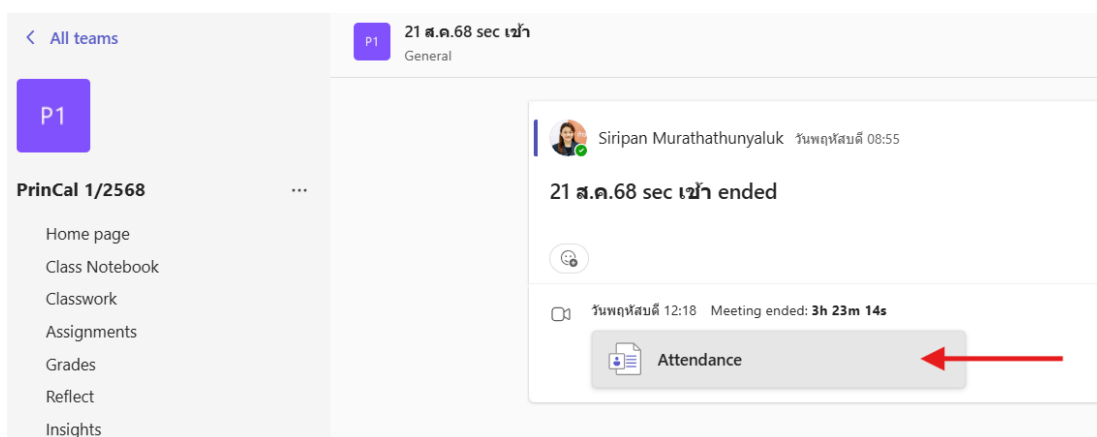 All teams
P1
PrinCal 1/2568
Home page
Class Notebook
Classwork
Assignments
Grades
Reflect
Insights
P1
21 ส.ค.68 sec เช้า
General
Siripan Murathathunyaluk วันพฤหัสบดี 08:55
21 ส.ค.68 sec เช้า ended
วันพฤหัสบดี 12:18 Meeting ended: 3h 23m 14s
Attendance